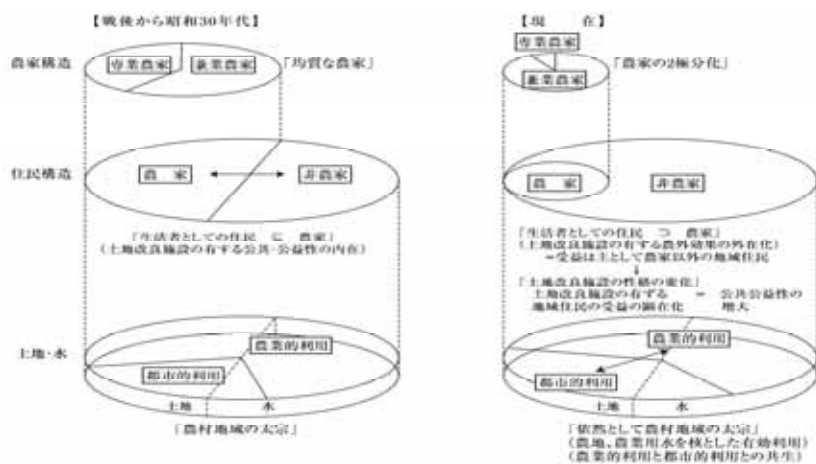 【戦後から昭和30年代】
農家構造
専業農家
兼業農家
「均質な農家」
住民構造
農 家
非農家
「生活者としての住民 ⊆ 農家」
(土地改良施設の有する公共・公益性の内在)
土地・水
農業的利用
都市的利用
土地
水
「農村地域の太宗」
【現 在】
専業農家
兼業農家
「農家の2極分化」
農 家
非農家
「生活者としての住民 ⊃ 農家」
(土地改良施設の有する農外効果の外在化)
=受益は主として農家以外の地域住民
↓
「土地改良施設の性格の変化」
土地改良施設の有する = 公共公益性の
地域住民の受益の顕在化 増大
農業的利用
都市的利用
土地
水
「依然として農村地域の太宗」
(農地、農業用水を核とした有効利用)
(農業的利用と都市的利用との共生)